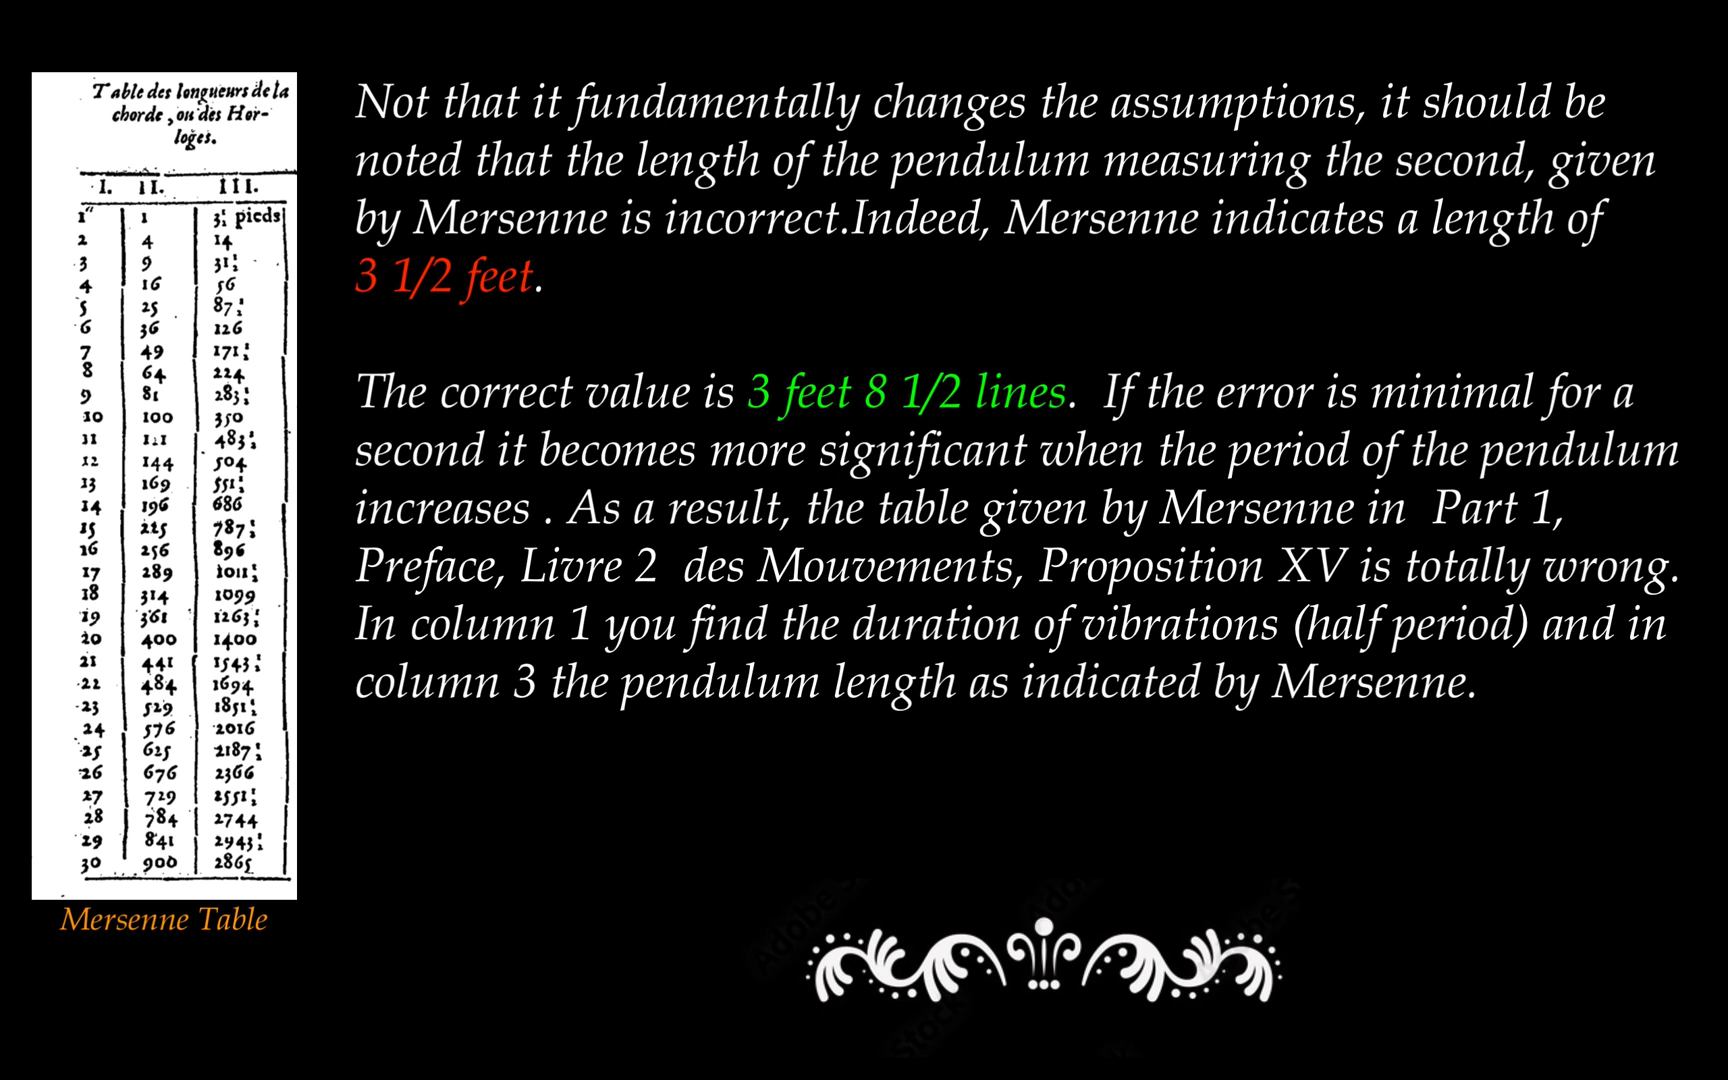 Table des longueurs de la
chorde, ou des Hor-
loges.
I. II. III.
1" 1 3½ pieds
2 4 14
3 9 31½
4 16 56
5 25 87½
6 36 126
7 49 171½
8 64 224
9 81 283½
10 100 350
11 121 483½
12 144 504
13 169 551½
14 196 686
15 225 787½
16 256 896
17 289 1011½
18 314 1099
19 361 1263½
20 400 1400
21 441 1543½
22 484 1694
23 529 1851½
24 576 2016
25 625 2187½
26 676 2366
27 729 2551½
28 784 2744
29 841 2943½
30 900 2865
Mersenne Table
Not that it fundamentally changes the assumptions, it should be
noted that the length of the pendulum measuring the second, given
by Mersenne is incorrect.Indeed, Mersenne indicates a length of
3 1/2 feet.
The correct value is 3 feet 8 1/2 lines. If the error is minimal for a
second it becomes more significant when the period of the pendulum
increases . As a result, the table given by Mersenne in Part 1,
Preface, Livre 2 des Mouvements, Proposition XV is totally wrong.
In column 1 you find the duration of vibrations (half period) and in
column 3 the pendulum length as indicated by Mersenne.